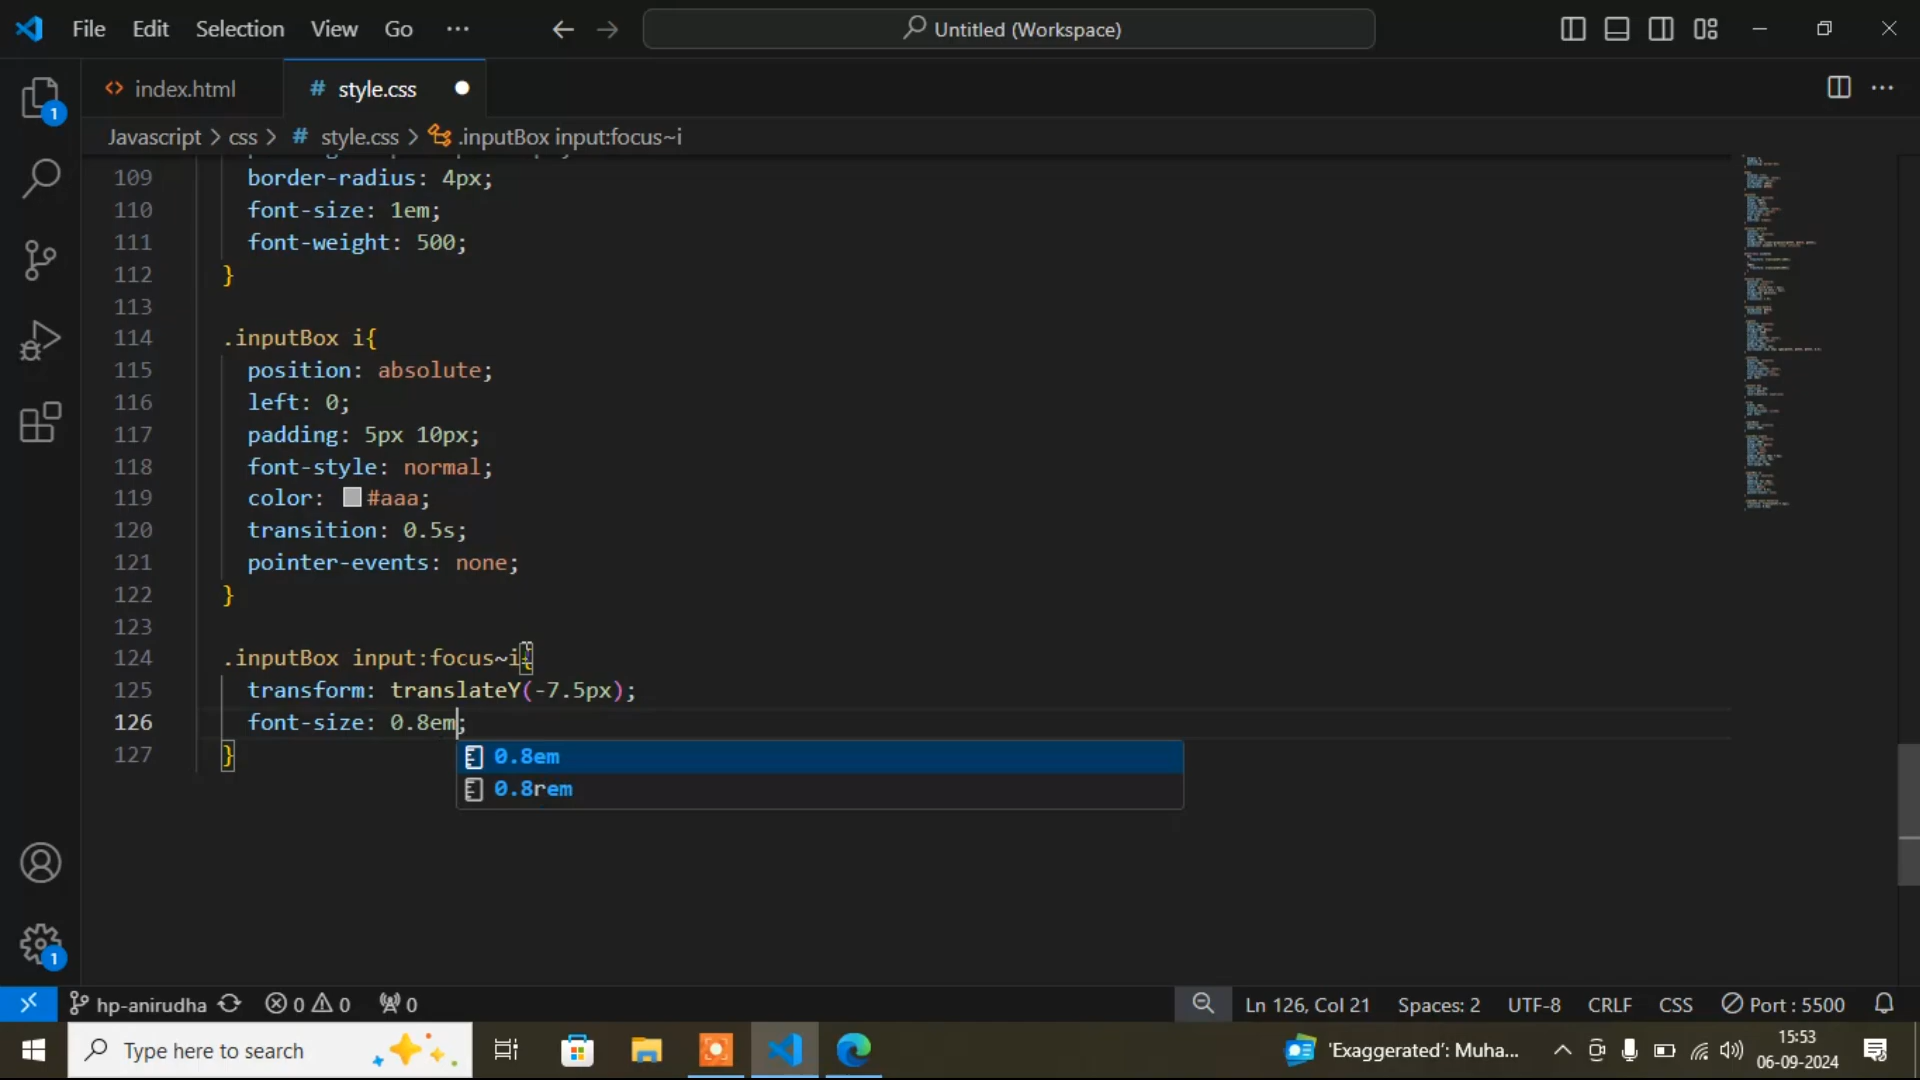 File Edit Selection View Go ··· Untitled (Workspace)
index.html # style.css
Javascript > css > # style.css > .inputBox input:focus~i
109 border-radius: 4px;
110 font-size: 1em;
111 font-weight: 500;
112 }
113
114 .inputBox i{
115 position: absolute;
116 left: 0;
117 padding: 5px 10px;
118 font-style: normal;
119 color: #aaa;
120 transition: 0.5s;
121 pointer-events: none;
122 }
123
124 .inputBox input:focus~i{
125 transform: translateY(-7.5px);
126 font-size: 0.8em;
127 }
0.8em
0.8rem
1
1
hp-anirudha 0 0 0 Ln 126, Col 21 Spaces: 2 UTF-8 CRLF CSS Port : 5500
Type here to search 'Exaggerated': Muha... 15:53
06-09-2024